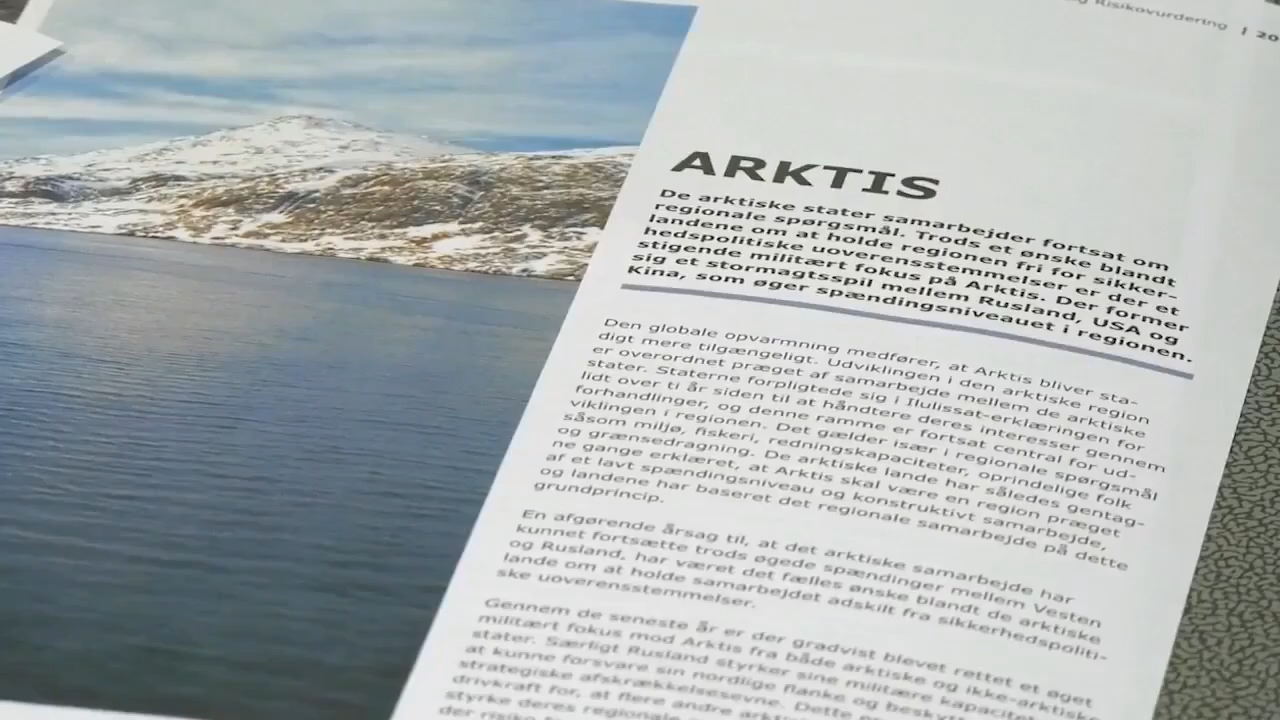 Risikovurdering | 20
ARKTIS
De arktiske stater samarbejder fortsat om
regionale spørgsmål. Trods et ønske blandt
landene om at holde regionen fri for sikker-
hedspolitiske uoverensstemmelser er der et
stigende militært fokus på Arktis. Der former
sig et stormagtsspil mellem Rusland, USA og
Kina, som øger spændingsniveauet i regionen.
Den globale opvarmning medfører, at Arktis bliver sta-
digt mere tilgængeligt. Udviklingen i den arktiske region
er overordnet præget af samarbejde mellem de arktiske
stater. Staterne forpligtede sig i Ilulissat-erklæringen for
lidt over ti år siden til at håndtere deres interesser gennem
forhandlinger, og denne ramme er fortsat central for ud-
viklingen i regionen. Det gælder især i regionale spørgsmål
såsom miljø, fiskeri, redningskapaciteter, oprindelige folk
og grænsedragning. De arktiske lande har således gentag-
ne gange erklæret, at Arktis skal være en region præget
af et lavt spændingsniveau og konstruktivt samarbejde,
og landene har baseret det regionale samarbejde på dette
grundprincip.
En afgørende årsag til, at det arktiske samarbejde har
kunnet fortsætte trods øgede spændinger mellem Vesten
og Rusland, har været det fælles ønske blandt de arktiske
lande om at holde samarbejdet adskilt fra sikkerhedspoliti-
ske uoverensstemmelser.
Gennem de seneste år er der gradvist blevet rettet et øget
militært fokus mod Arktis fra både arktiske og ikke-arktiske
stater. Særligt Rusland styrker sine militære kapacitet
at kunne forsvare sin nordlige flanke og beskytt
strategiske afskrækkelsesevne. Dette e
drivkraft for, at flere andre arkti
styrke deres regionale
der risiko